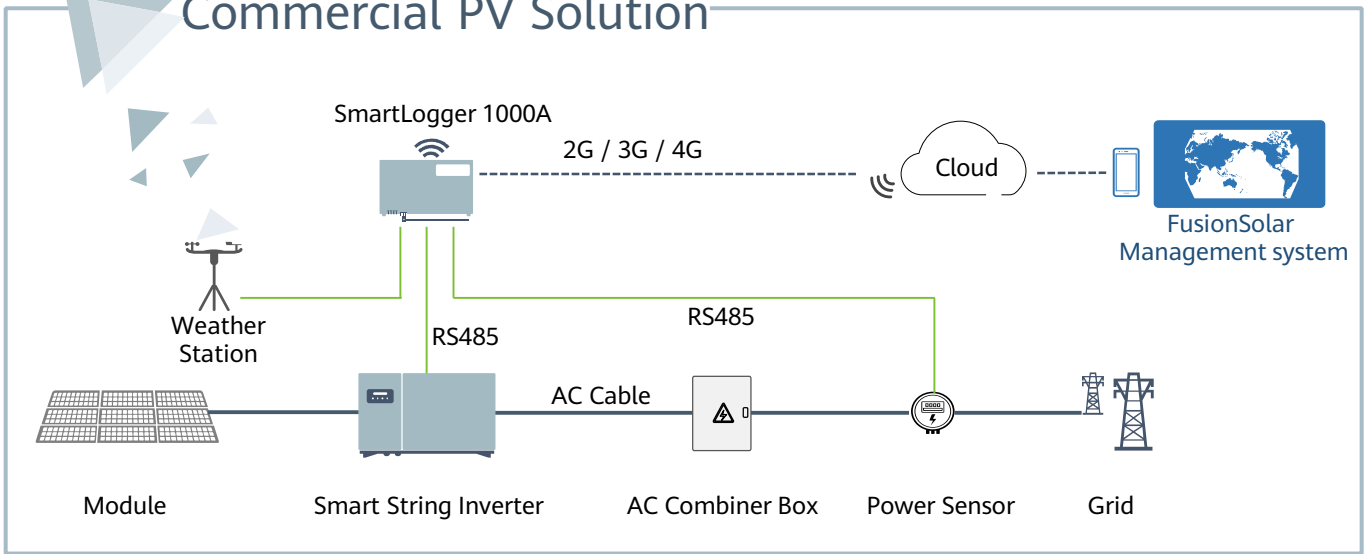 Commercial PV Solution
SmartLogger 1000A
2G / 3G / 4G
Cloud
FusionSolar
Management system
Weather
Station
RS485
RS485
AC Cable
Module
Smart String Inverter
AC Combiner Box
Power Sensor
Grid